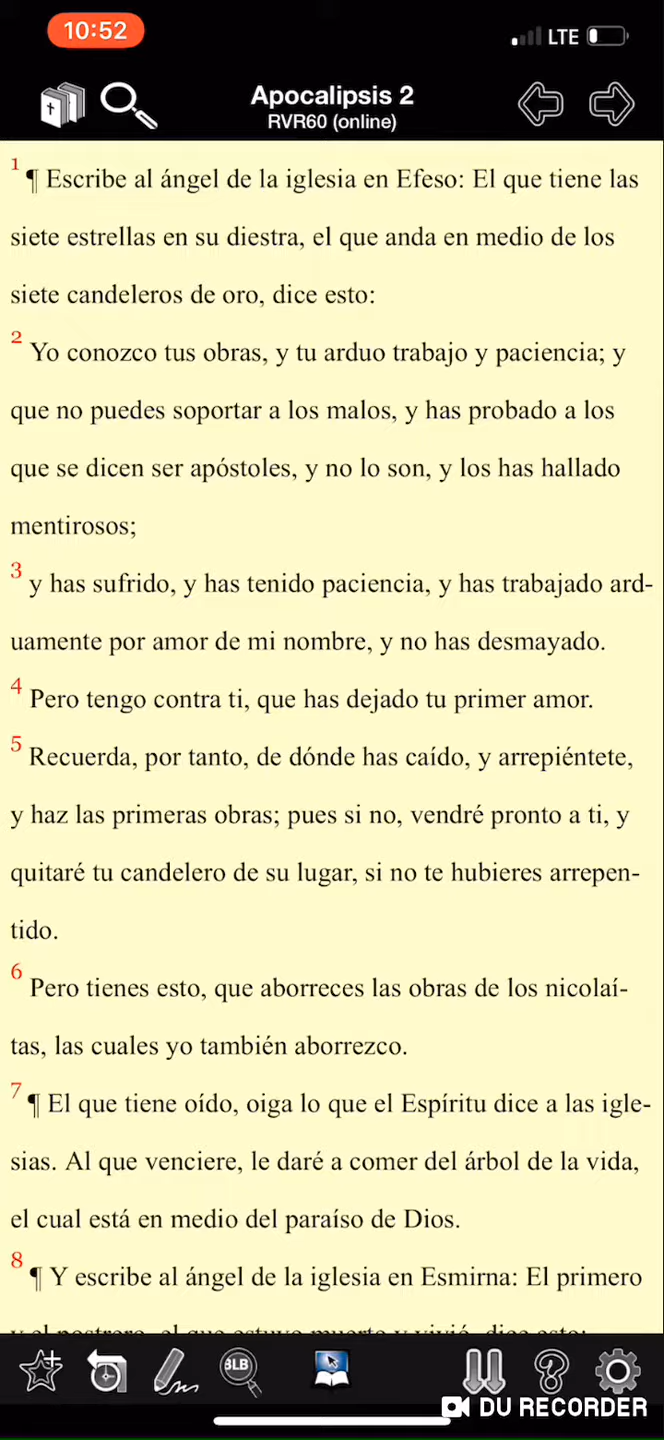 10:52
LTE
Apocalipsis 2
RVR60 (online)
1 ¶ Escribe al ángel de la iglesia en Efeso: El que tiene las
siete estrellas en su diestra, el que anda en medio de los
siete candeleros de oro, dice esto:
2 Yo conozco tus obras, y tu arduo trabajo y paciencia; y
que no puedes soportar a los malos, y has probado a los
que se dicen ser apóstoles, y no lo son, y los has hallado
mentirosos;
3 y has sufrido, y has tenido paciencia, y has trabajado ard-
uamente por amor de mi nombre, y no has desmayado.
4 Pero tengo contra ti, que has dejado tu primer amor.
5 Recuerda, por tanto, de dónde has caído, y arrepiéntete,
y haz las primeras obras; pues si no, vendré pronto a ti, y
quitaré tu candelero de su lugar, si no te hubieres arrepen-
tido.
6 Pero tienes esto, que aborreces las obras de los nicolaí-
tas, las cuales yo también aborrezco.
7 ¶ El que tiene oído, oiga lo que el Espíritu dice a las igle-
sias. Al que venciere, le daré a comer del árbol de la vida,
el cual está en medio del paraíso de Dios.
8 ¶ Y escribe al ángel de la iglesia en Esmirna: El primero
y el postrero, el que estuvo muerto y vivió, dice esto:
BLB
DU RECORDER